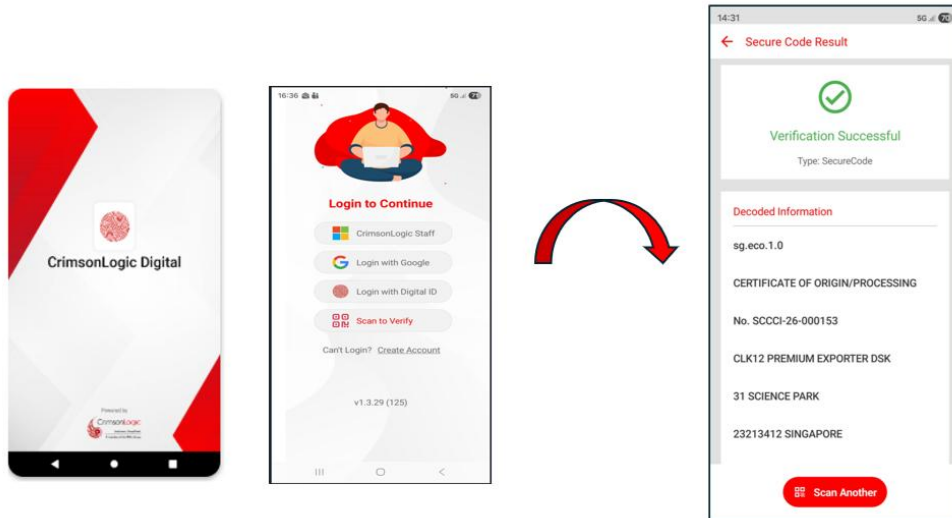 CrimsonLogic Digital
Powered by
CrimsonLogic
16:36
5G
Login to Continue
CrimsonLogic Staff
Login with Google
Login with Digital ID
Scan to Verify
Can't Login? Create Account
v1.3.29 (125)
14:31
5G
Secure Code Result
Verification Successful
Type: SecureCode
Decoded Information
sg.eco.1.0
CERTIFICATE OF ORIGIN/PROCESSING
No. SCCCI-26-000153
CLK12 PREMIUM EXPORTER DSK
31 SCIENCE PARK
23213412 SINGAPORE
Scan Another